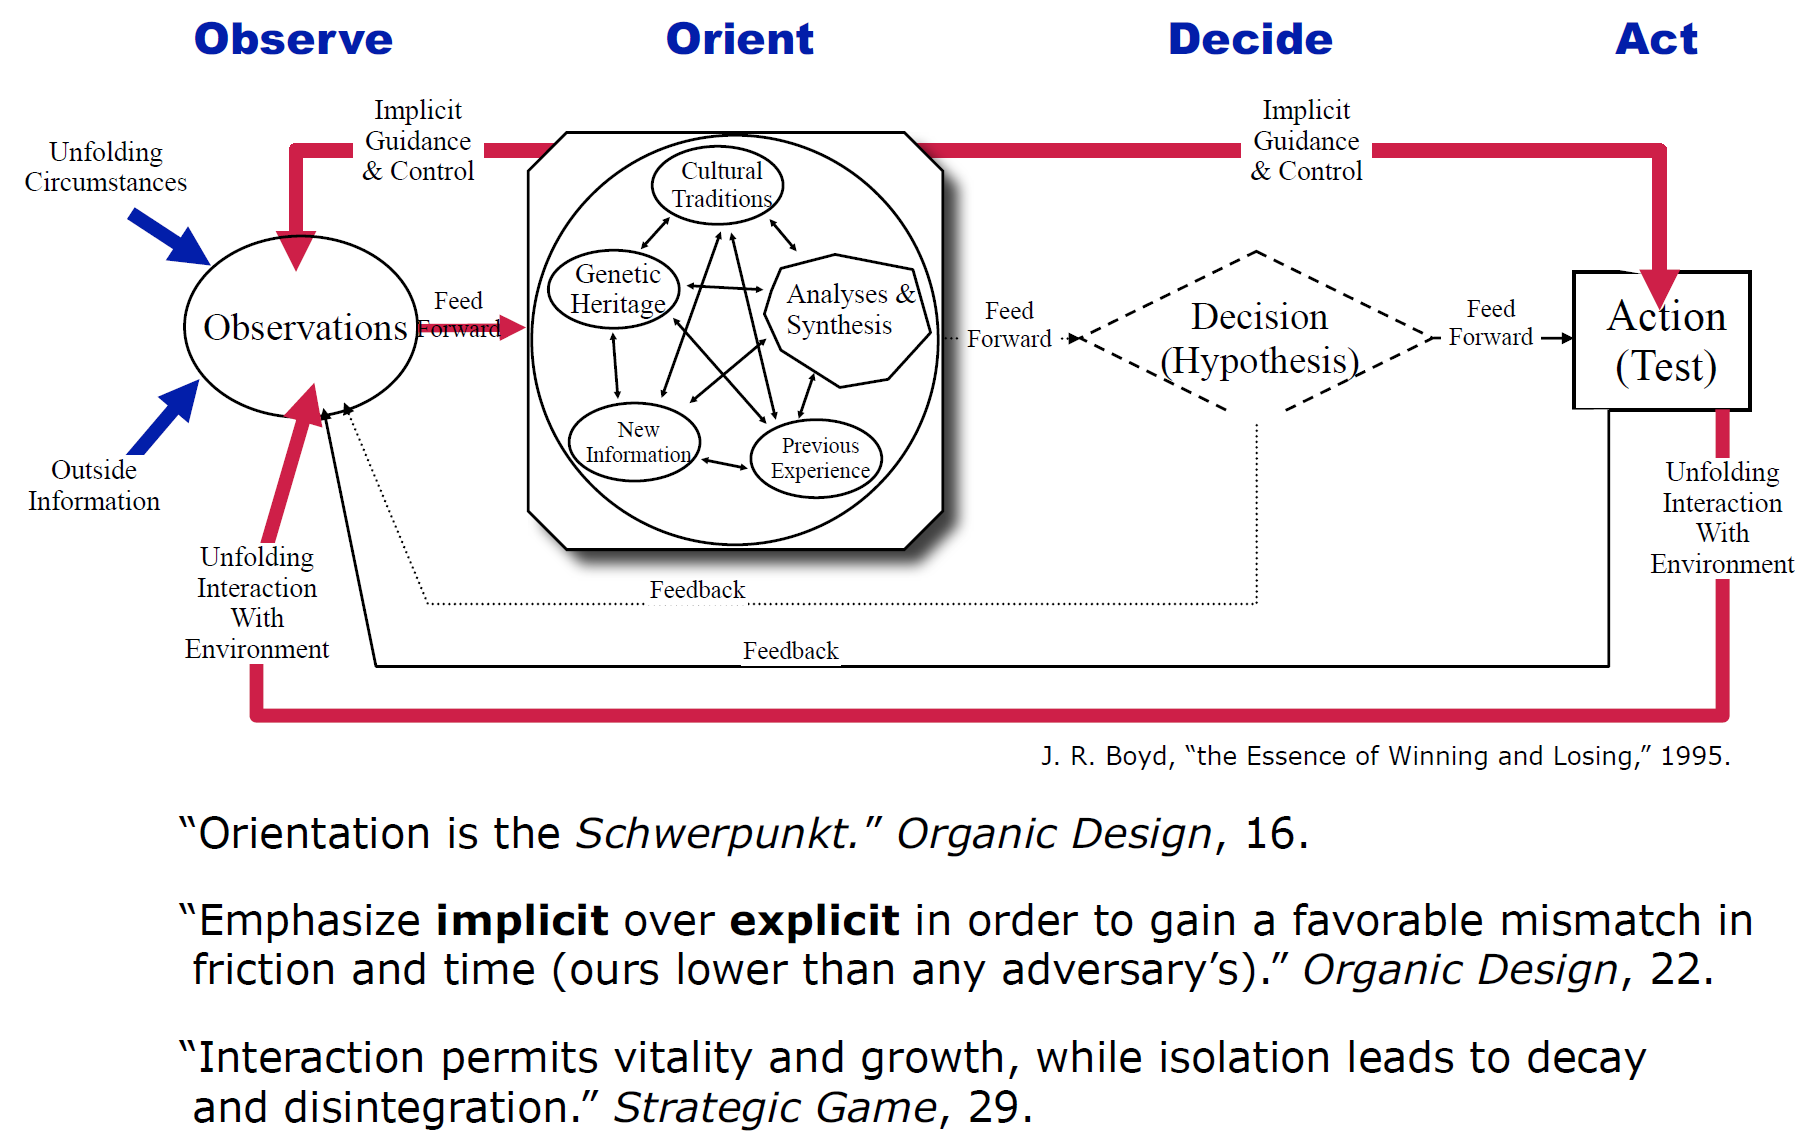 Observe
Orient
Decide
Act
Implicit
Guidance
& Control
Implicit
Guidance
& Control
Unfolding
Circumstances
Cultural
Traditions
Genetic
Heritage
Analyses &
Synthesis
Observations
Feed
Forward
Feed
Forward
Decision
(Hypothesis)
Feed
Forward
Action
(Test)
New
Information
Previous
Experience
Outside
Information
Unfolding
Interaction
With
Environment
Unfolding
Interaction
With
Environment
Feedback
Feedback
J. R. Boyd, “the Essence of Winning and Losing,” 1995.
“Orientation is the Schwerpunkt.” Organic Design, 16.
“Emphasize implicit over explicit in order to gain a favorable mismatch in
friction and time (ours lower than any adversary’s).” Organic Design, 22.
“Interaction permits vitality and growth, while isolation leads to decay
and disintegration.” Strategic Game, 29.